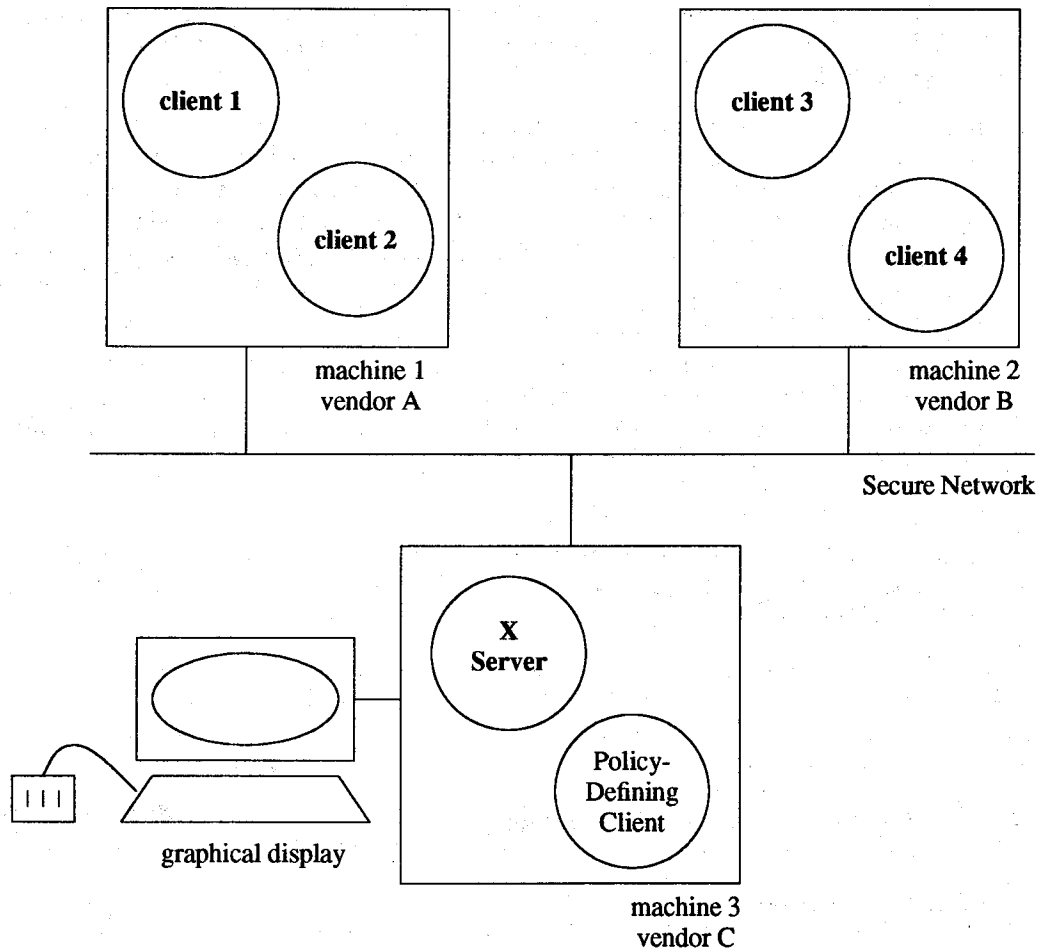 client 1
client 2
machine 1
vendor A
client 3
client 4
machine 2
vendor B
Secure Network
X
Server
Policy-
Defining
Client
graphical display
machine 3
vendor C